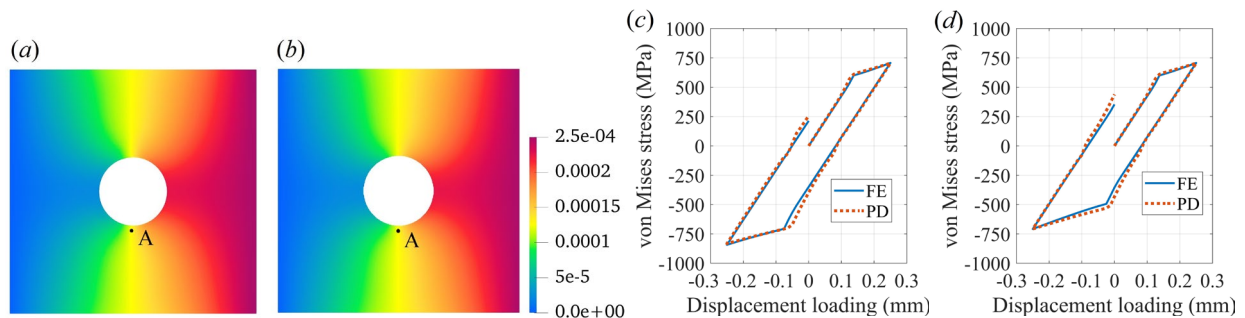 (a)
A
(b)
A
2.5e-04
0.0002
0.00015
0.0001
5e-5
0.0e+00
(c)
von Mises stress (MPa)
1000
750
500
250
0
-250
-500
-750
-1000
-0.3 -0.2 -0.1 0 0.1 0.2 0.3
Displacement loading (mm)
FE
PD
(d)
von Mises stress (MPa)
1000
750
500
250
0
-250
-500
-750
-1000
-0.3 -0.2 -0.1 0 0.1 0.2 0.3
Displacement loading (mm)
FE
PD